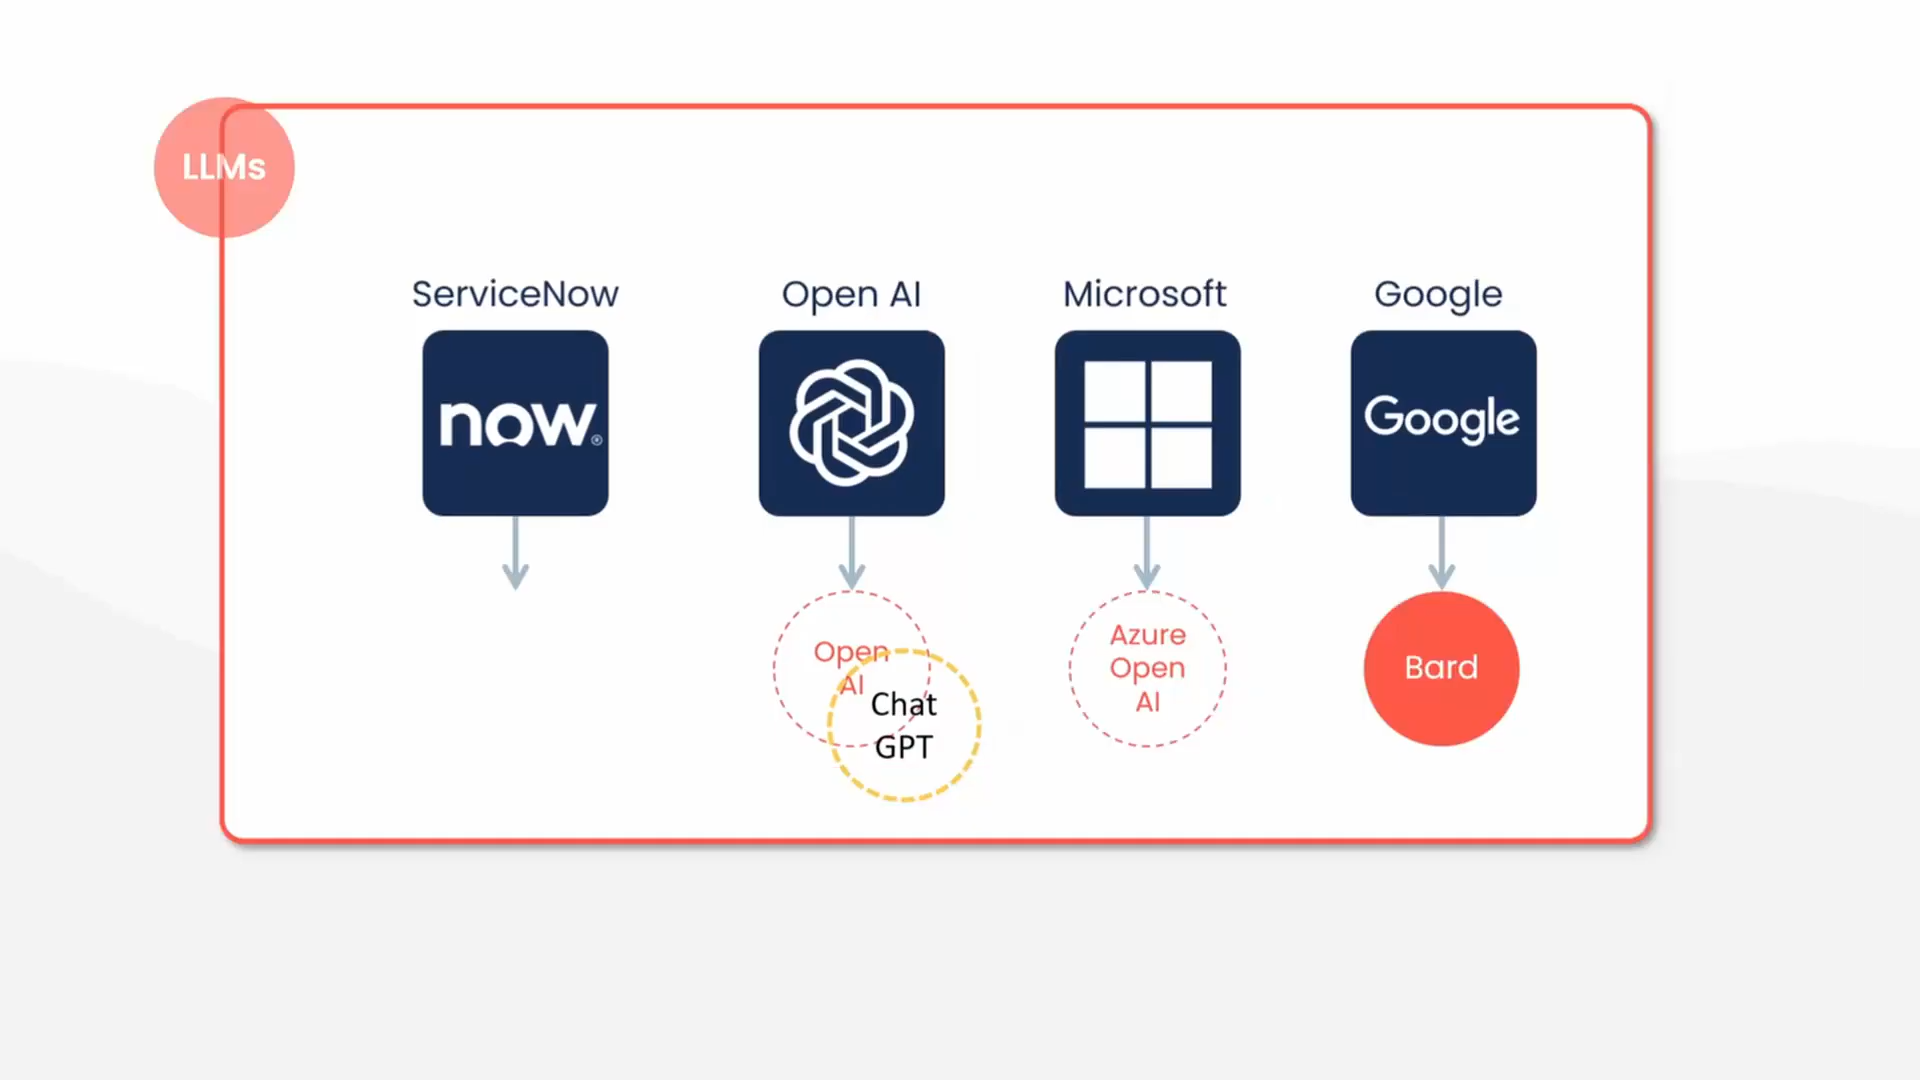 LLMs
ServiceNow
Open AI
Microsoft
Google
now.®
Google
Open
AI
Chat
GPT
Azure
Open
AI
Bard